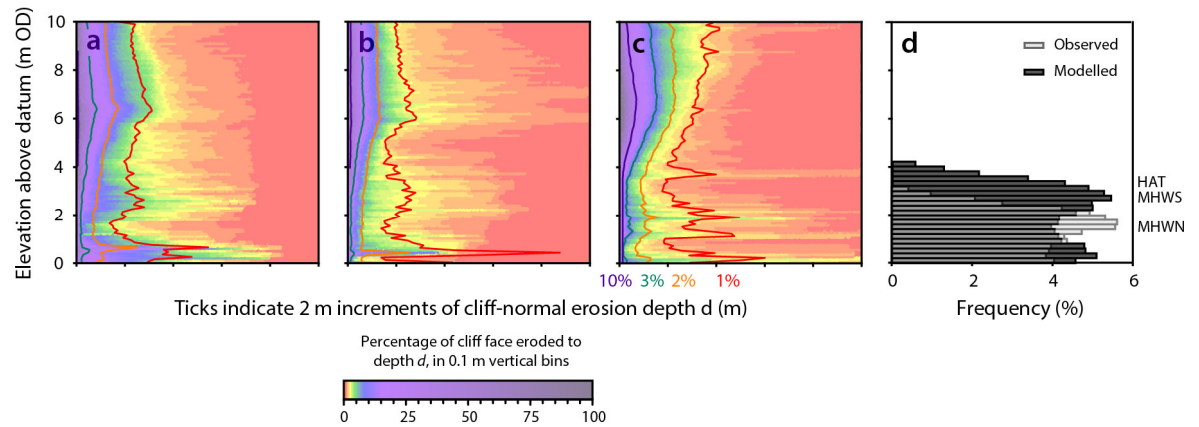 Elevation above datum (m OD)
10
8
6
4
2
0
a
b
c
d
Observed
Modelled
HAT
MHWS
MHWN
10% 3% 2% 1%
0 2 4 6
Ticks indicate 2 m increments of cliff-normal erosion depth d (m)
Frequency (%)
Percentage of cliff face eroded to
depth d, in 0.1 m vertical bins
0 25 50 75 100